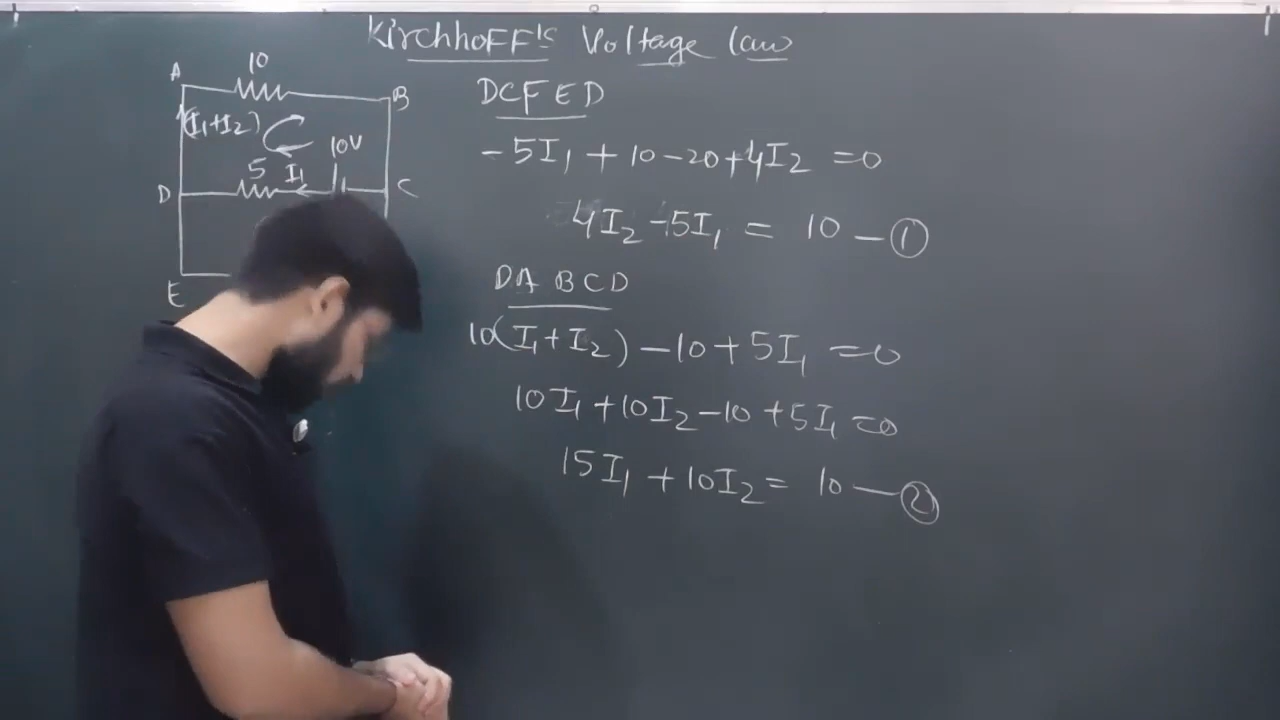 KirchhoFF's Voltage law
A 10 B
(I₁+I₂) 10V
D 5 I₁ C
E
DCFED
-5I₁ + 10-20+4I₂ =0
4I₂-5I₁ = 10 - ①
DABCD
10(I₁+I₂) -10+5I₁ =0
10I₁+10I₂-10+5I₁=0
15I₁+10I₂= 10 - ②